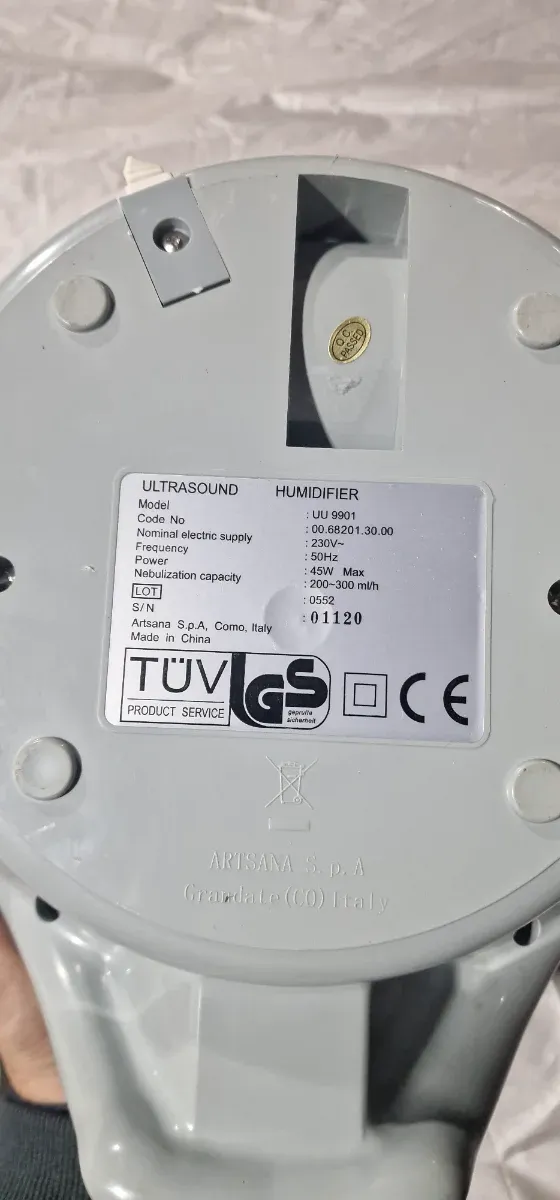 Q.C.
PASSED
ULTRASOUND HUMIDIFIER
Model : UU 9901
Code No : 00.68201.30.00
Nominal electric supply : 230V~
Frequency : 50Hz
Power : 45W Max
Nebulization capacity : 200~300 ml/h
LOT : 0552
S/N : 01120
Artsana S.p.A, Como, Italy
Made in China
TÜV
PRODUCT SERVICE
GS
geprüfte
sicherheit
CE
ARTSANA S.p.A
Grandate(CO)Italy